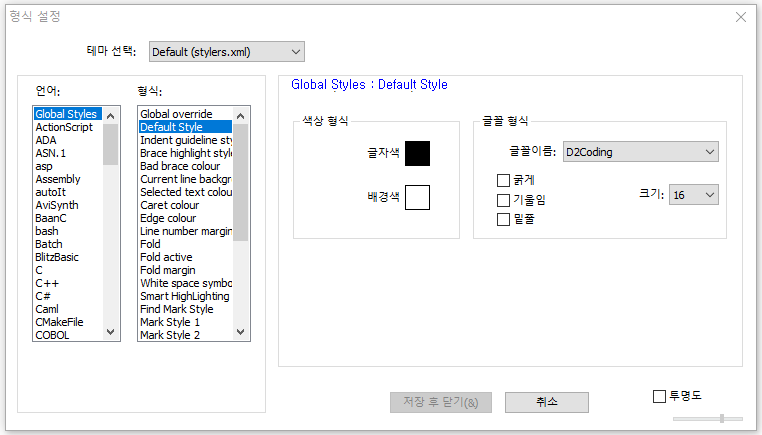 형식 설정
테마 선택: Default (stylers.xml)
언어:
Global Styles
ActionScript
ADA
ASN.1
asp
Assembly
autoIt
AviSynth
BaanC
bash
Batch
BlitzBasic
C
C++
C#
Caml
CMakeFile
COBOL
형식:
Global override
Default Style
Indent guideline sty
Brace highlight style
Bad brace colour
Current line backgr
Selected text colou
Caret colour
Edge colour
Line number margin
Fold
Fold active
Fold margin
White space symbo
Smart HighLighting
Find Mark Style
Mark Style 1
Mark Style 2
Global Styles : Default Style
색상 형식
글자색
배경색
글꼴 형식
글꼴이름: D2Coding
굵게
기울임
밑줄
크기: 16
저장 후 닫기(&)
취소
투명도